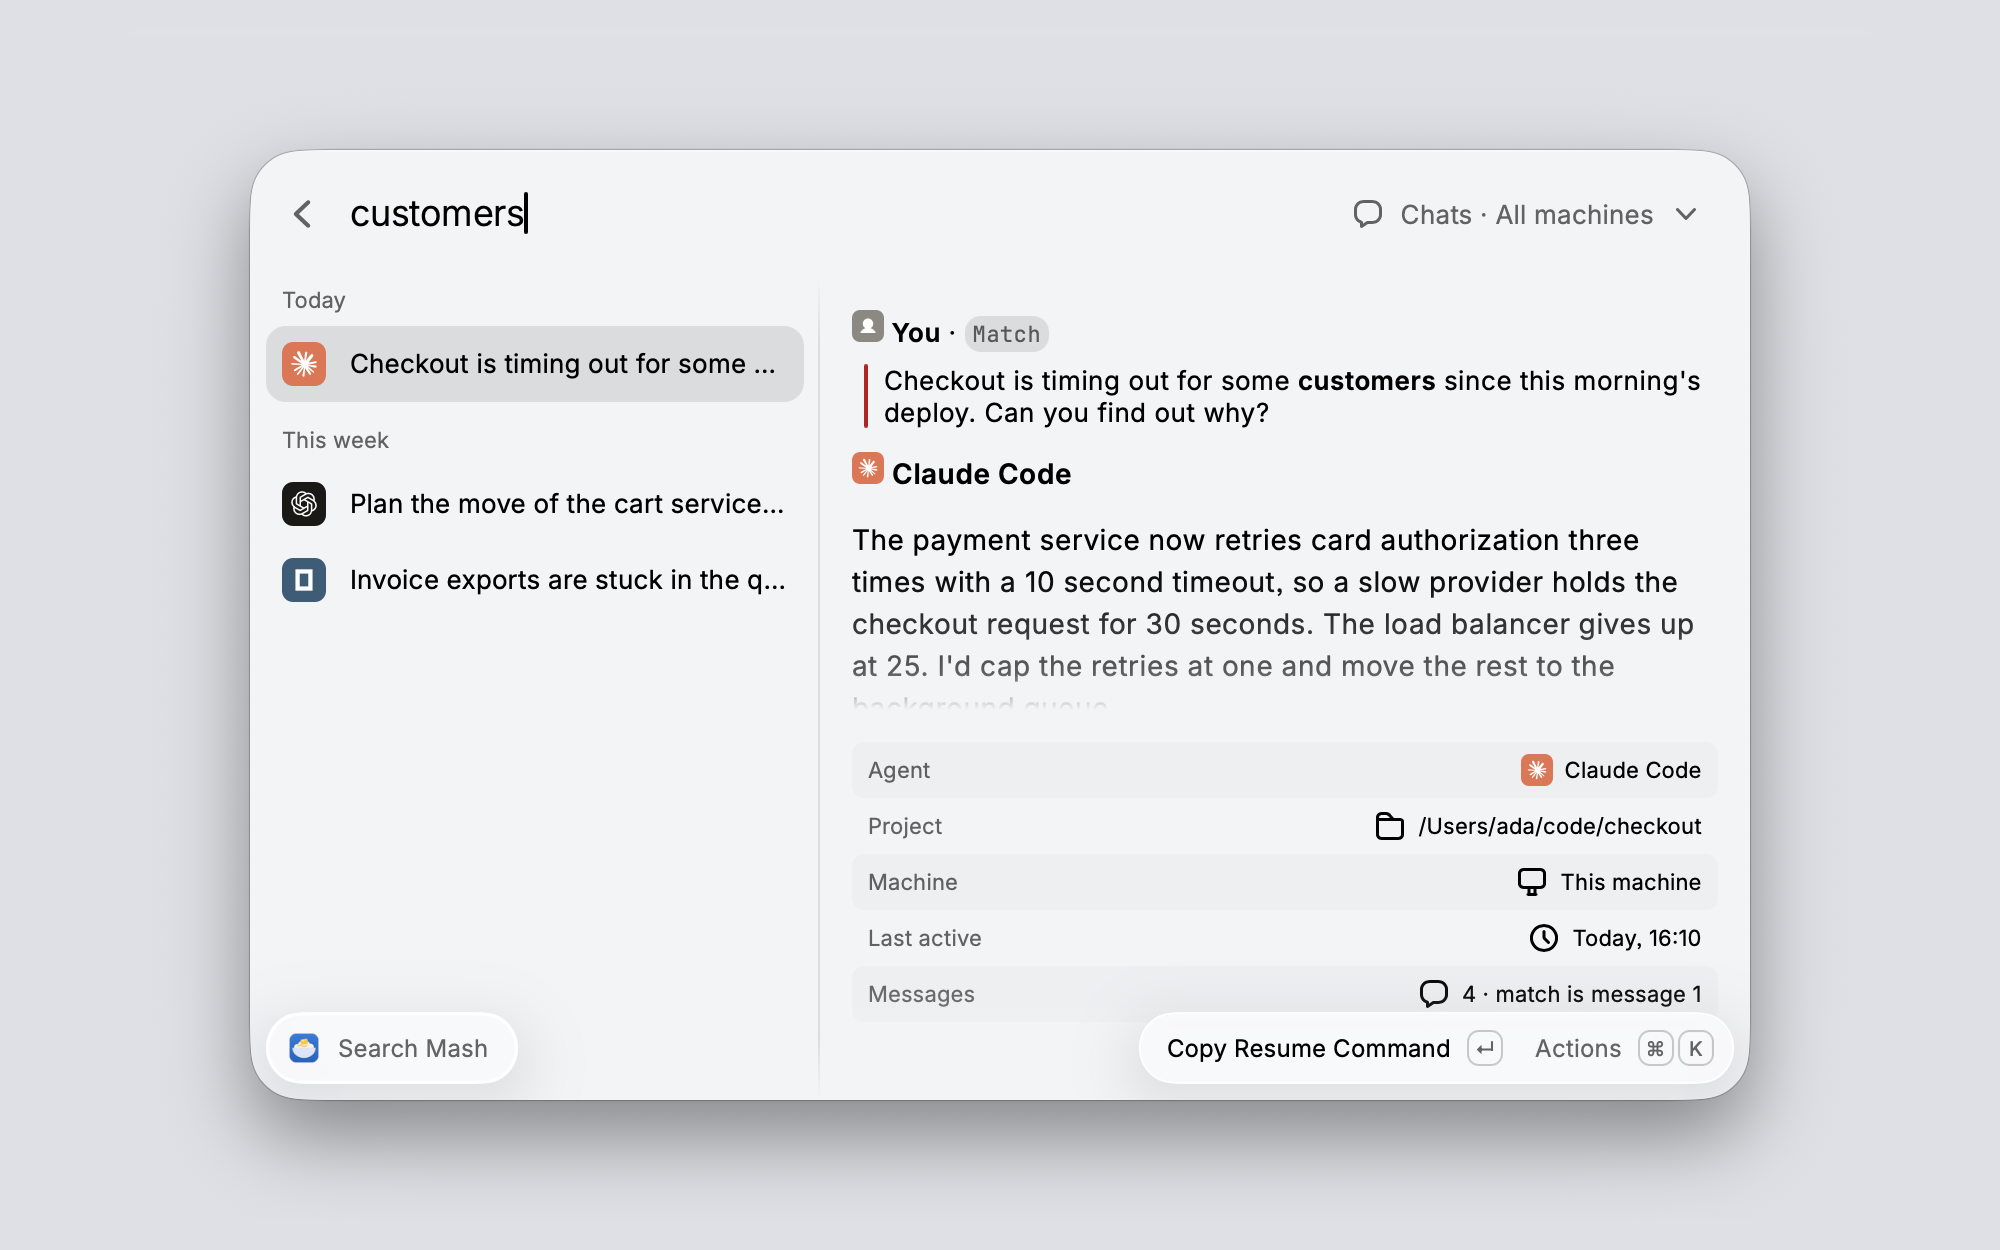 customers
Chats · All machines
Today
Checkout is timing out for some ...
This week
Plan the move of the cart service...
Invoice exports are stuck in the q...
You · Match
Checkout is timing out for some customers since this morning's
deploy. Can you find out why?
Claude Code
The payment service now retries card authorization three
times with a 10 second timeout, so a slow provider holds the
checkout request for 30 seconds. The load balancer gives up
at 25. I'd cap the retries at one and move the rest to the
background queue
Agent
Claude Code
Project
/Users/ada/code/checkout
Machine
This machine
Last active
Today, 16:10
Messages
4 · match is message 1
Search Mash
Copy Resume Command ↵ Actions ⌘ K